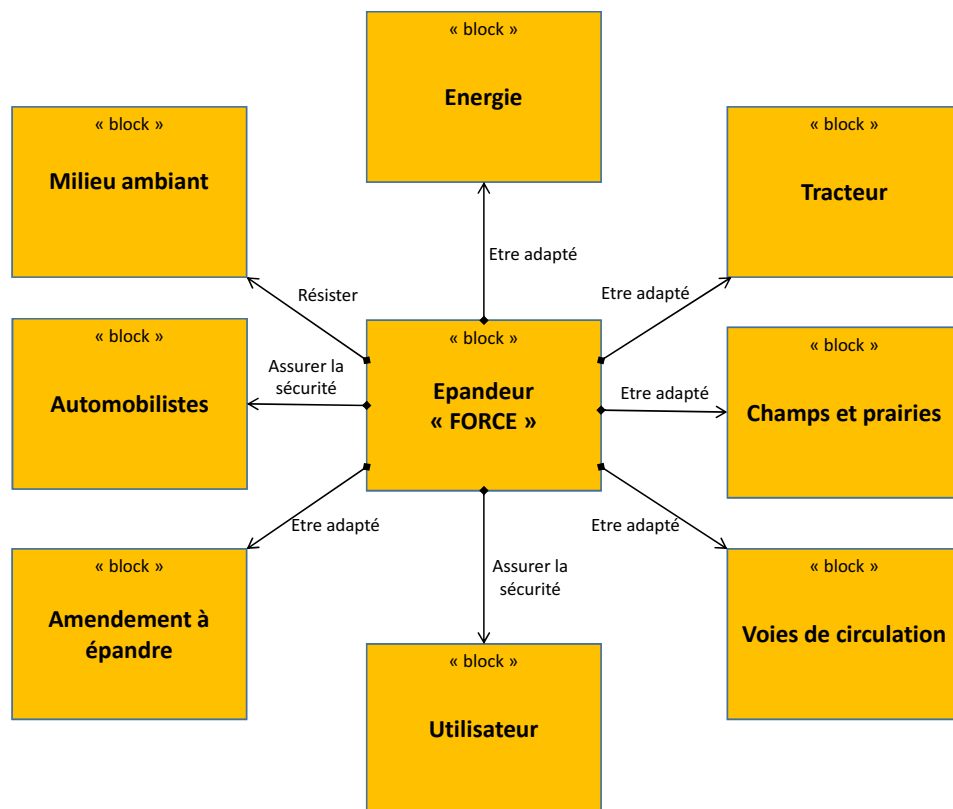 « block »
Energie
« block »
Milieu ambiant
« block »
Tracteur
Etre adapté
Résister
Etre adapté
« block »
Automobilistes
Assurer la
sécurité
« block »
Epandeur
« FORCE »
Etre adapté
« block »
Champs et prairies
Etre adapté
Etre adapté
« block »
Amendement à
épandre
Assurer la
sécurité
« block »
Voies de circulation
« block »
Utilisateur